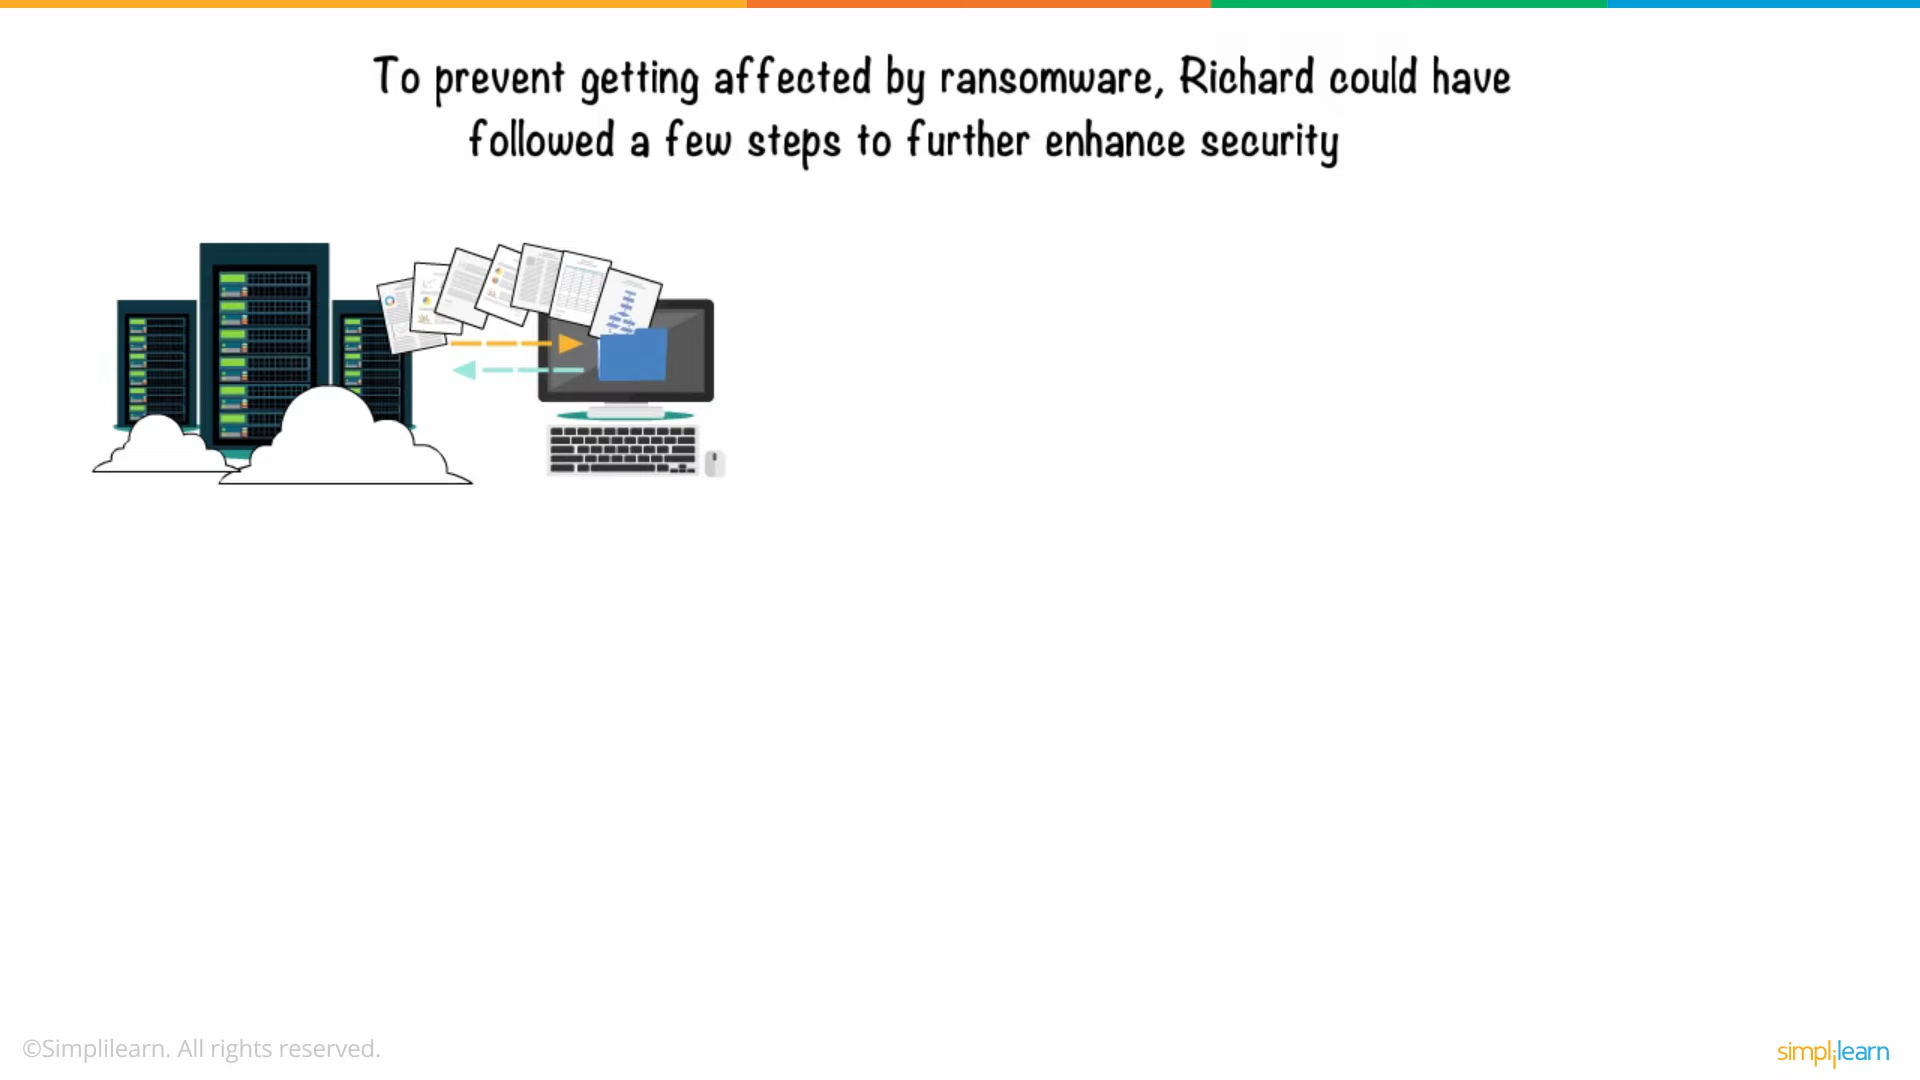 To prevent getting affected by ransomware, Richard could have
followed a few steps to further enhance security
©Simplilearn. All rights reserved.
simplilearn